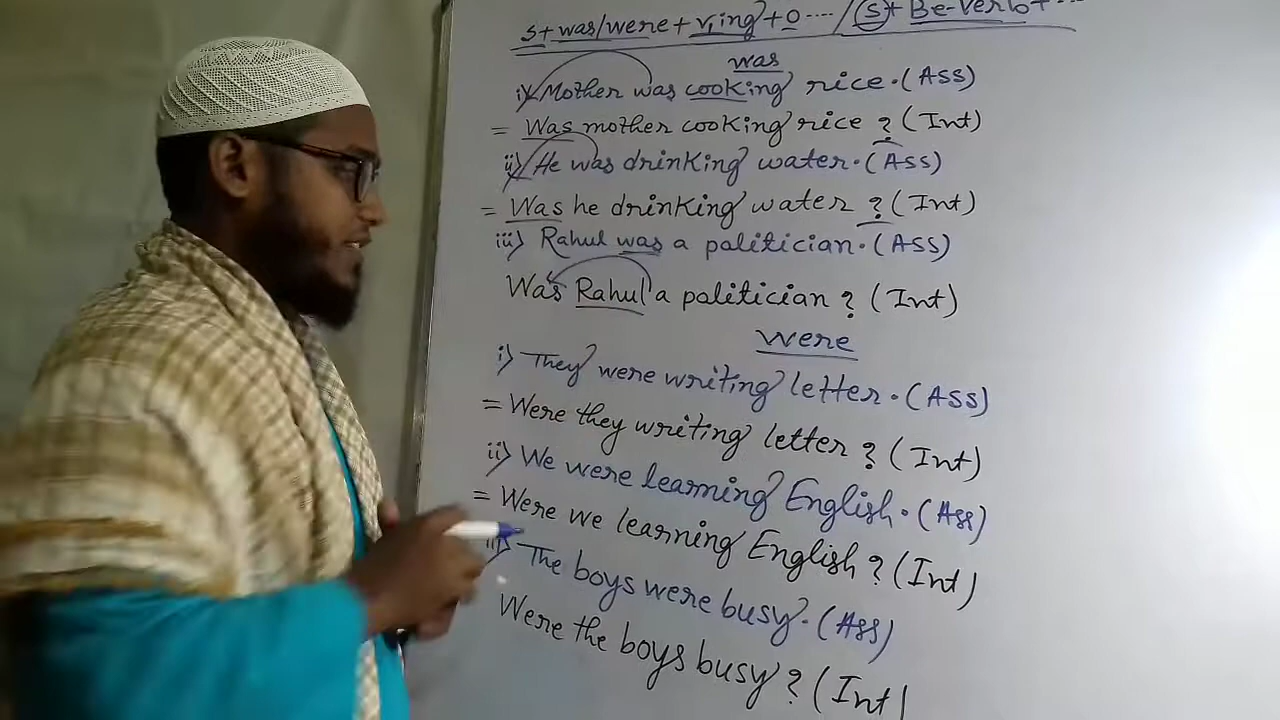 S+ was/were + v₁ing + o.... / (S)+ Be-verb+ ....
was
i) Mother was cooking rice. (Ass)
= Was mother cooking rice ? (Int)
ii) He was drinking water. (Ass)
= Was he drinking water ? (Int)
iii) Rahul was a politician. (Ass)
Was Rahul a politician ? (Int)
Were
i) They were writing letter. (Ass)
= Were they writing letter ? (Int)
ii) We were learning English. (Ass)
= Were we learning English ? (Int)
iii) The boys were busy. (Ass)
Were the boys busy ? (Int)